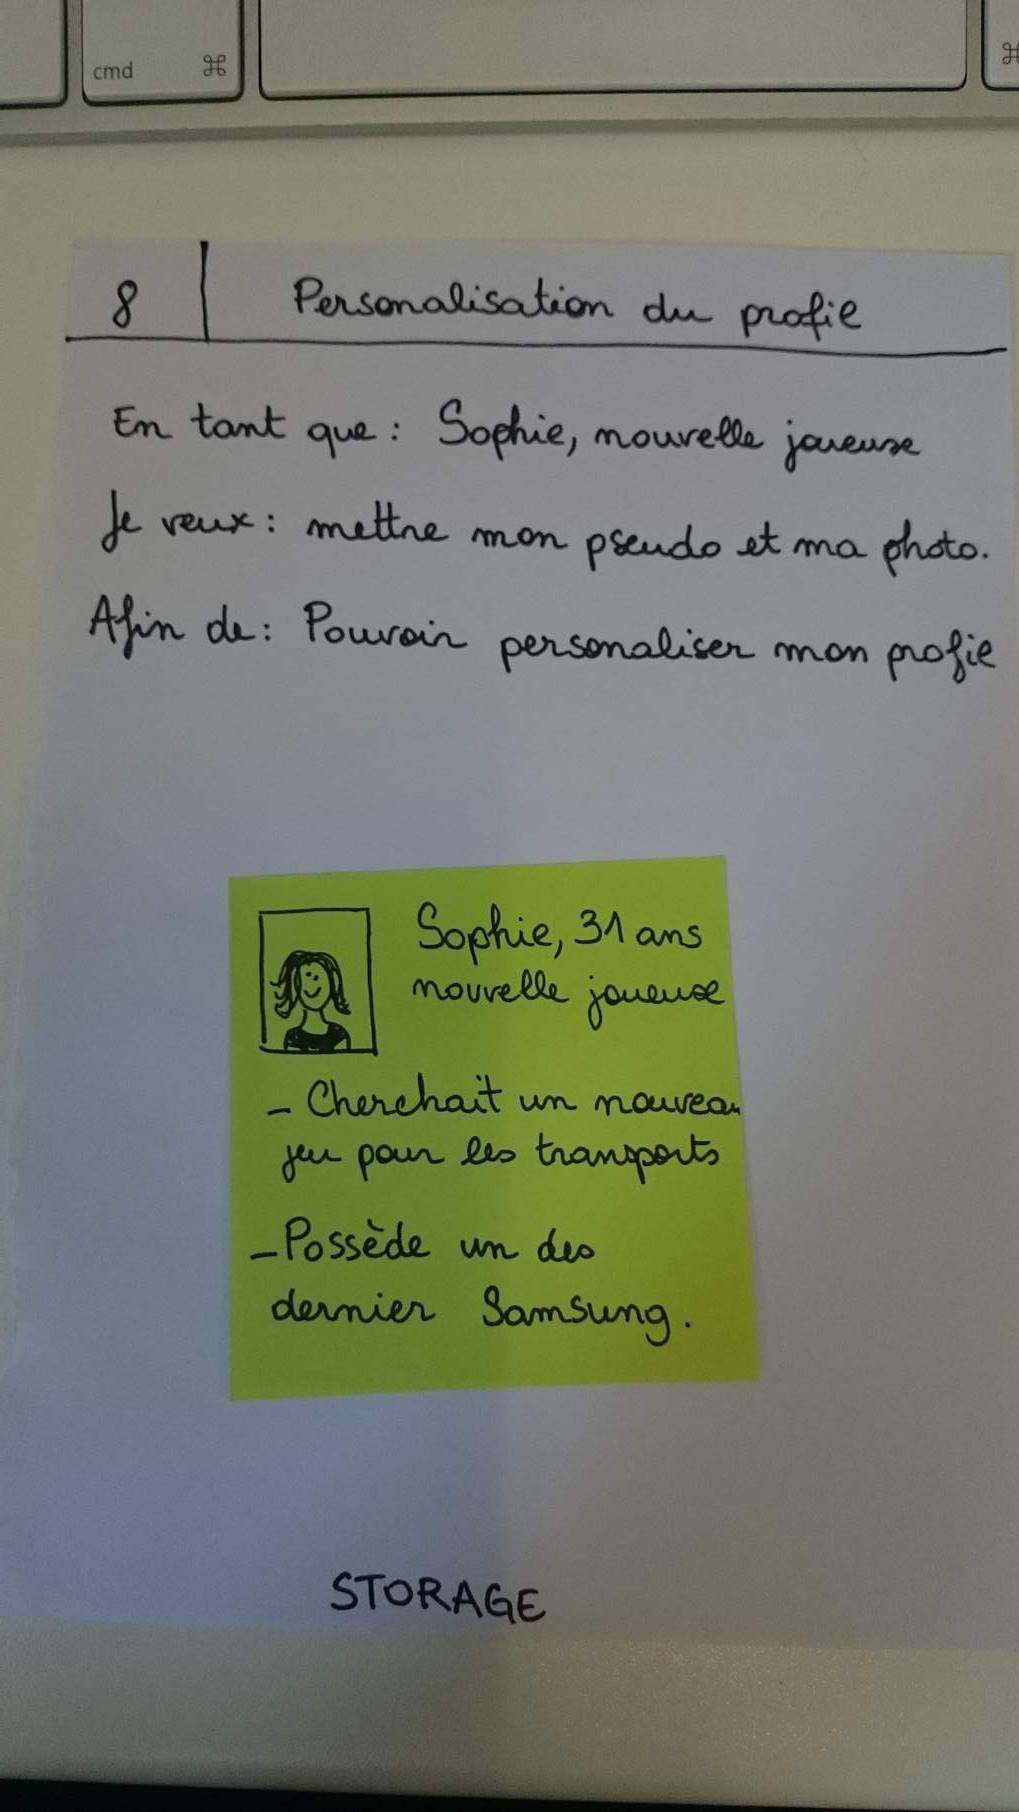 cmd ⌘
⌘
8 Personalisation du profil
En tant que : Sophie, nouvelle joueuse
Je veux : mettre mon pseudo et ma photo.
Afin de : Pouvoir personaliser mon profil
Sophie, 31 ans
nouvelle joueuse
- Cherchait un nouveau
jeu pour les transports
- Possède un des
dernier Samsung.
STORAGE